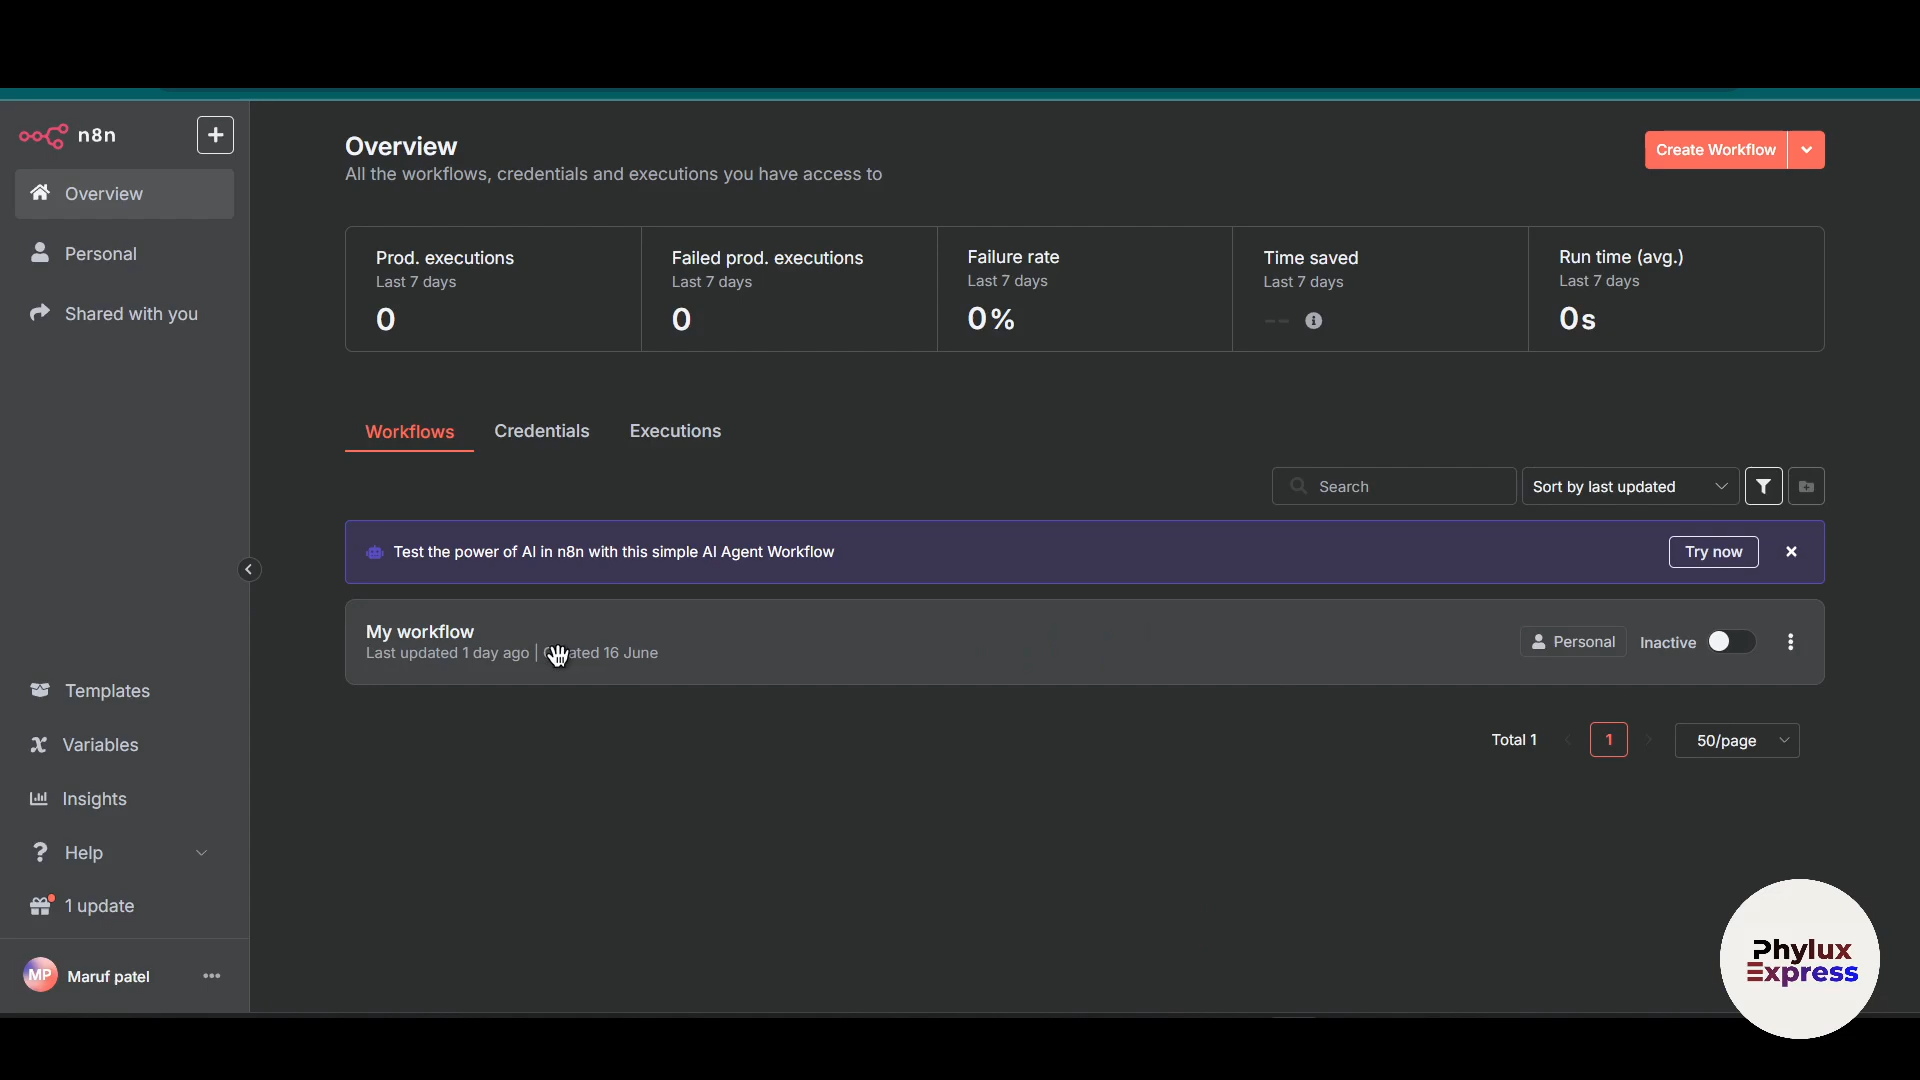 n8n
Overview
Personal
Shared with you
Templates
Variables
Insights
Help
1 update
MP Maruf patel
Overview
All the workflows, credentials and executions you have access to
Create Workflow
Prod. executions
Last 7 days
0
Failed prod. executions
Last 7 days
0
Failure rate
Last 7 days
0%
Time saved
Last 7 days
--
Run time (avg.)
Last 7 days
0s
Workflows Credentials Executions
Search Sort by last updated
Test the power of AI in n8n with this simple AI Agent Workflow Try now
My workflow
Last updated 1 day ago | 16 June
Personal Inactive
Total 1 1 50/page
Phylux
Express